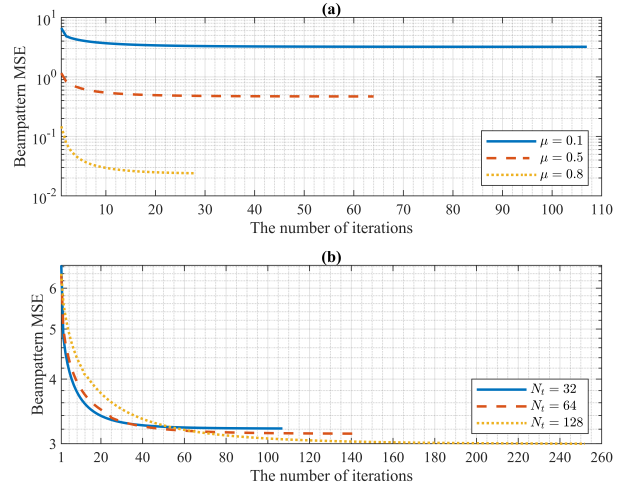 (a)
10^1
10^0
10^-1
10^-2
Beampattern MSE
μ = 0.1
μ = 0.5
μ = 0.8
10 20 30 40 50 60 70 80 90 100 110
The number of iterations
(b)
6
5
4
3
Beampattern MSE
N_t = 32
N_t = 64
N_t = 128
1 20 40 60 80 100 120 140 160 180 200 220 240 260
The number of iterations